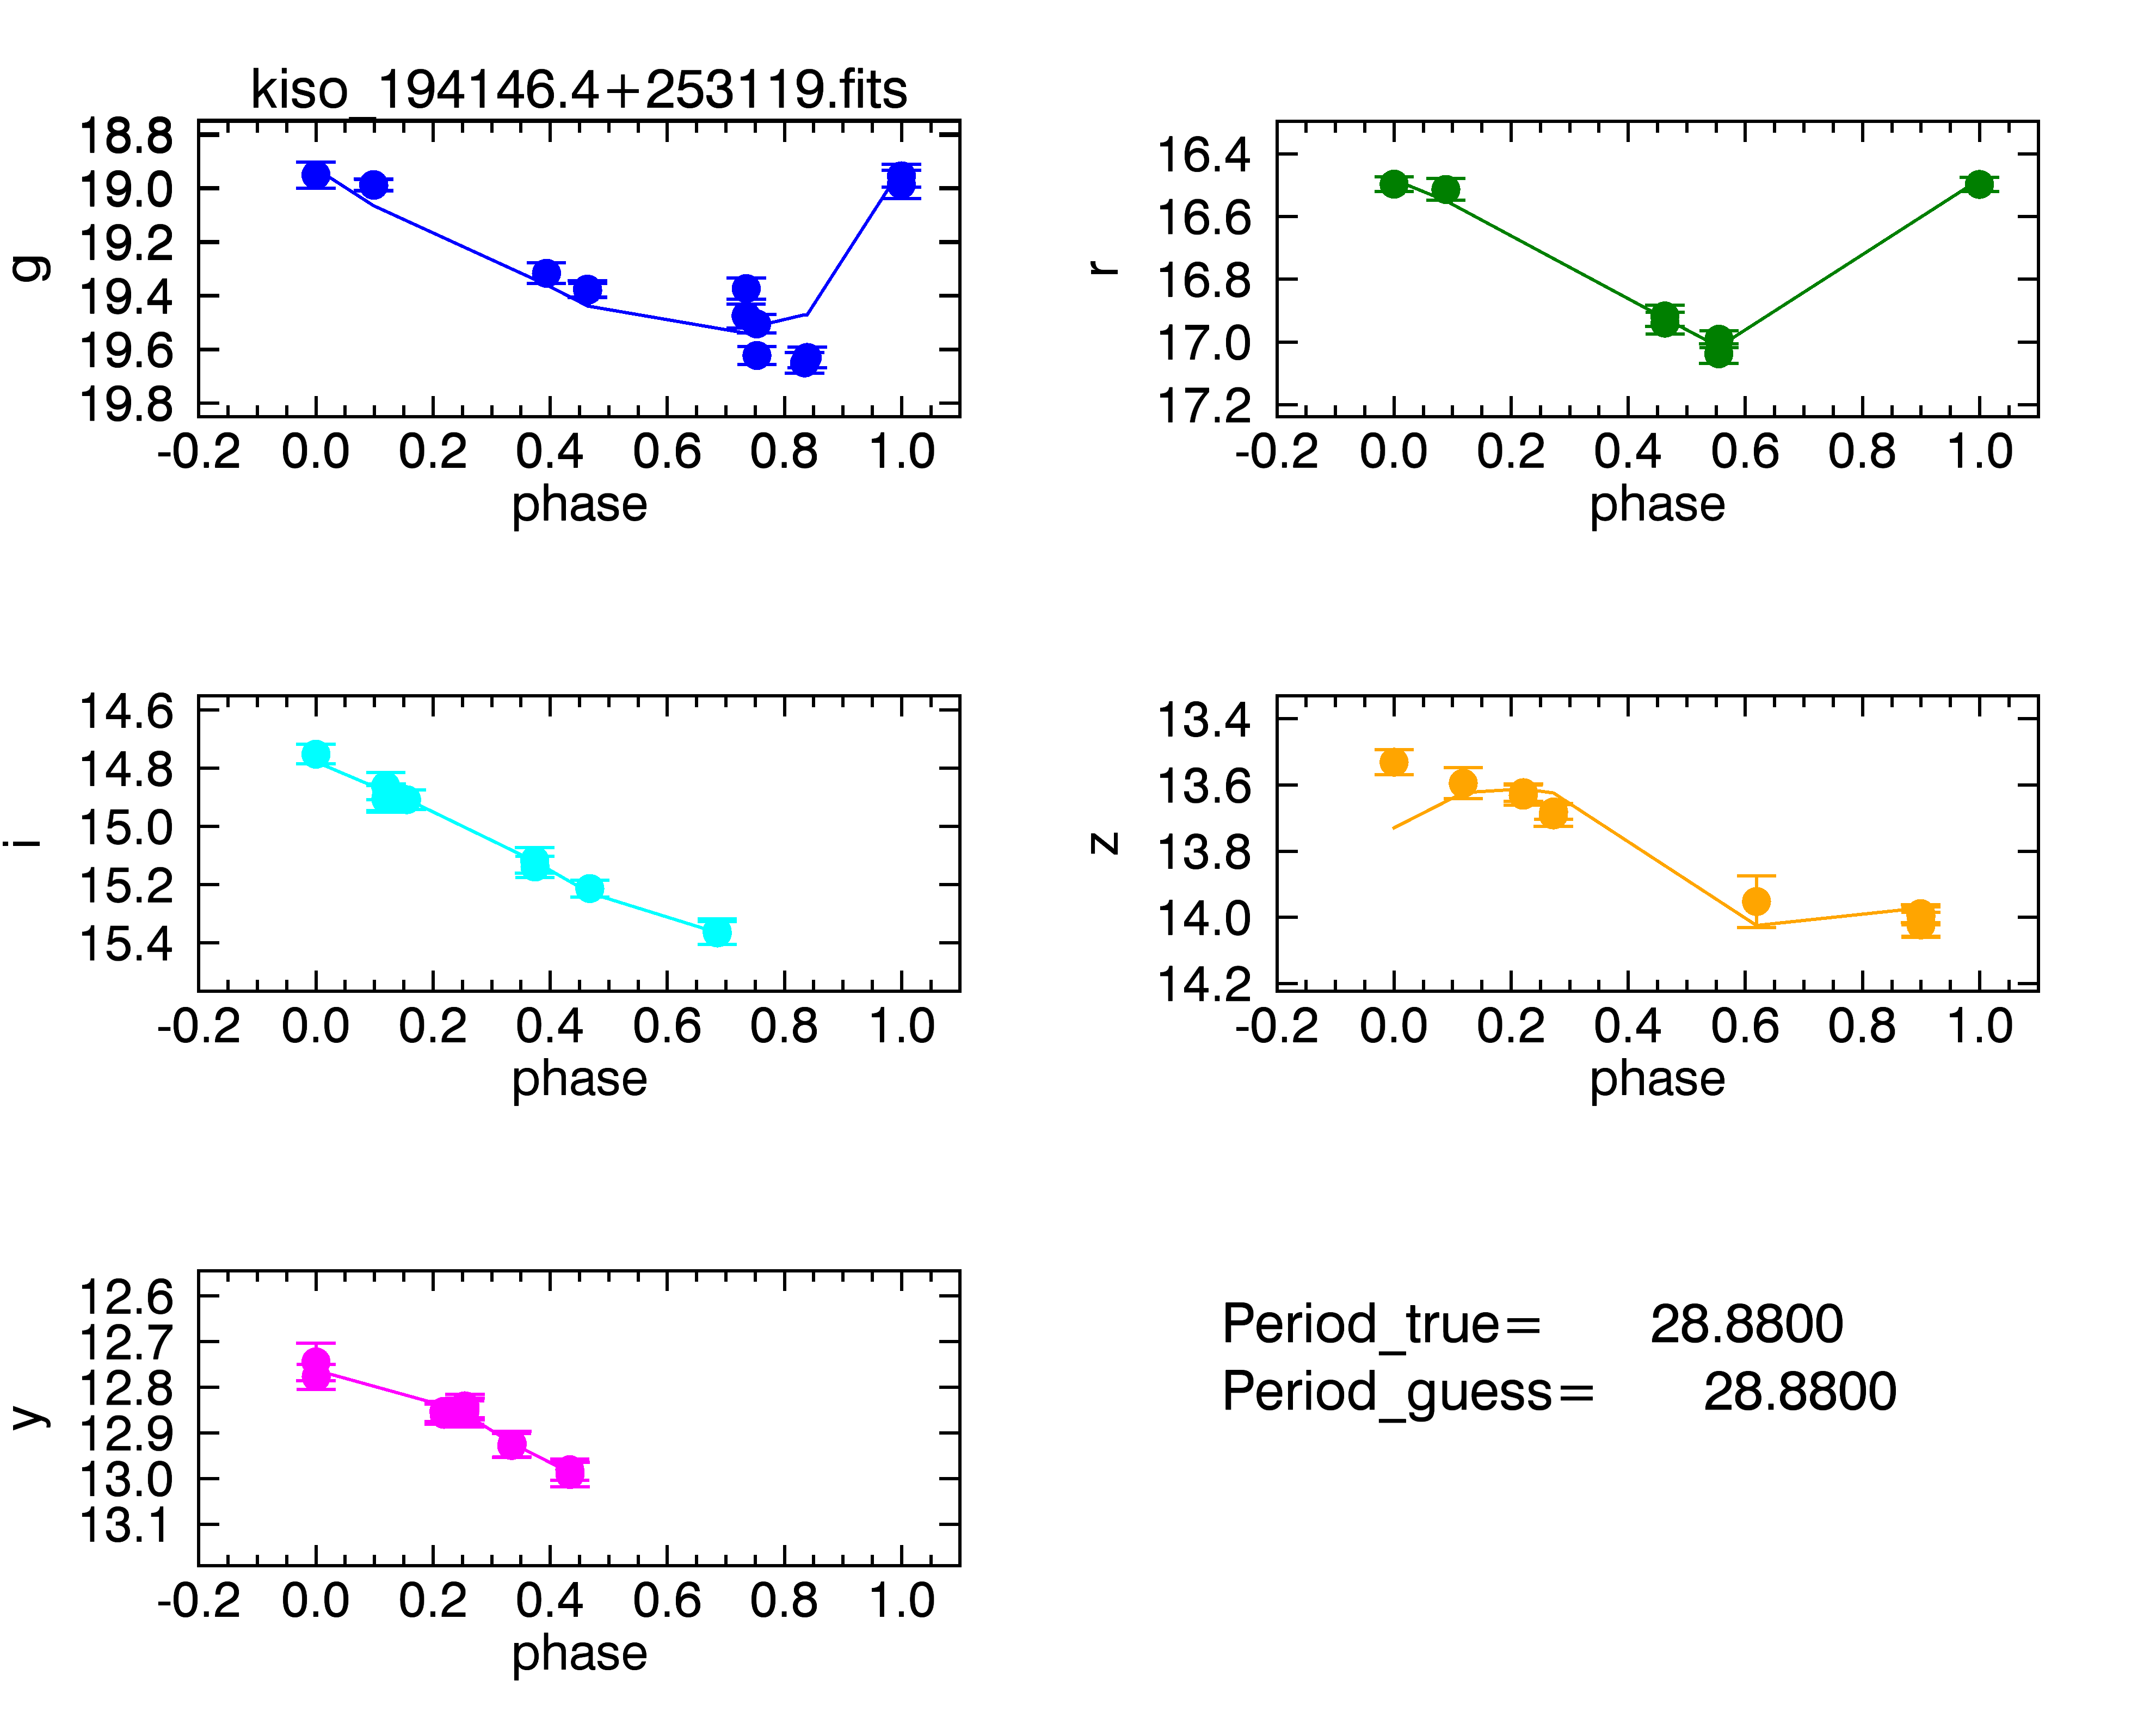 kiso_194146.4+253119.fits
18.8
19.0
19.2
19.4
19.6
19.8
g
-0.2 0.0 0.2 0.4 0.6 0.8 1.0
phase
16.4
16.6
16.8
17.0
17.2
r
-0.2 0.0 0.2 0.4 0.6 0.8 1.0
phase
14.6
14.8
15.0
15.2
15.4
i
-0.2 0.0 0.2 0.4 0.6 0.8 1.0
phase
13.4
13.6
13.8
14.0
14.2
z
-0.2 0.0 0.2 0.4 0.6 0.8 1.0
phase
12.6
12.7
12.8
12.9
13.0
13.1
y
-0.2 0.0 0.2 0.4 0.6 0.8 1.0
phase
Period_true= 28.8800
Period_guess= 28.8800